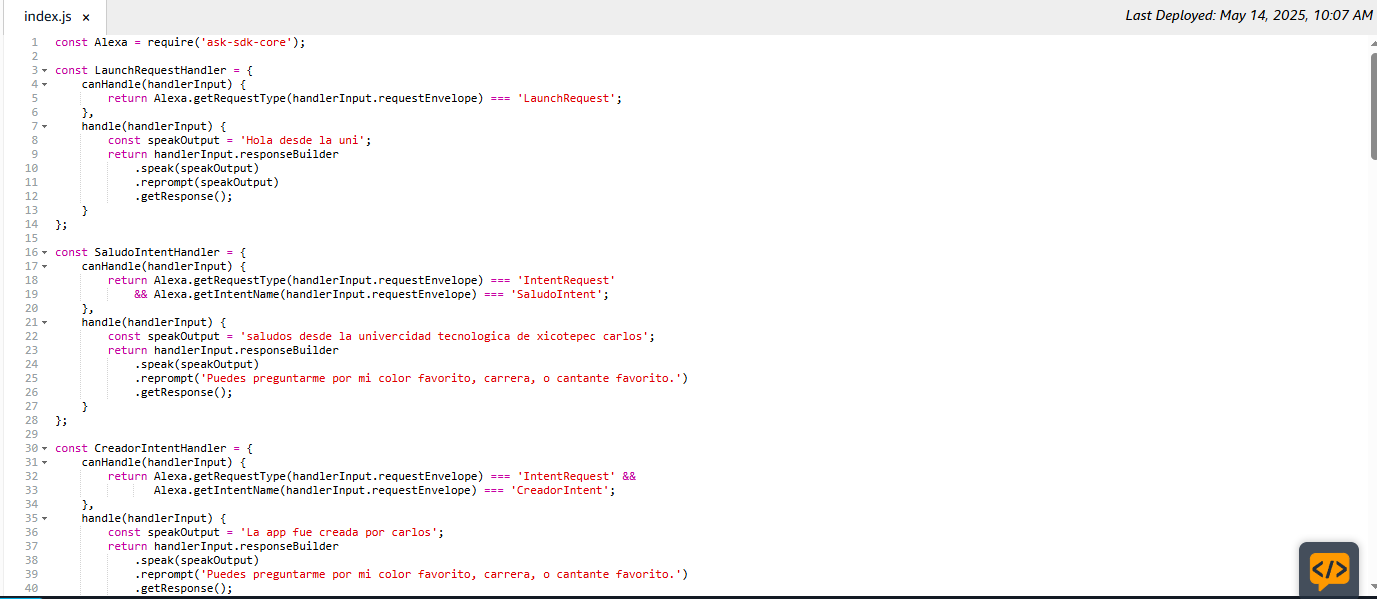 index.js ×
Last Deployed: May 14, 2025, 10:07 AM
1 const Alexa = require('ask-sdk-core');
2
3 const LaunchRequestHandler = {
4     canHandle(handlerInput) {
5         return Alexa.getRequestType(handlerInput.requestEnvelope) === 'LaunchRequest';
6     },
7     handle(handlerInput) {
8         const speakOutput = 'Hola desde la uni';
9         return handlerInput.responseBuilder
10             .speak(speakOutput)
11             .reprompt(speakOutput)
12             .getResponse();
13     }
14 };
15
16 const SaludoIntentHandler = {
17     canHandle(handlerInput) {
18         return Alexa.getRequestType(handlerInput.requestEnvelope) === 'IntentRequest'
19             && Alexa.getIntentName(handlerInput.requestEnvelope) === 'SaludoIntent';
20     },
21     handle(handlerInput) {
22         const speakOutput = 'saludos desde la univercidad tecnologica de xicotepec carlos';
23         return handlerInput.responseBuilder
24             .speak(speakOutput)
25             .reprompt('Puedes preguntarme por mi color favorito, carrera, o cantante favorito.')
26             .getResponse();
27     }
28 };
29
30 const CreadorIntentHandler = {
31     canHandle(handlerInput) {
32         return Alexa.getRequestType(handlerInput.requestEnvelope) === 'IntentRequest' &&
33                Alexa.getIntentName(handlerInput.requestEnvelope) === 'CreadorIntent';
34     },
35     handle(handlerInput) {
36         const speakOutput = 'La app fue creada por carlos';
37         return handlerInput.responseBuilder
38             .speak(speakOutput)
39             .reprompt('Puedes preguntarme por mi color favorito, carrera, o cantante favorito.')
40             .getResponse();